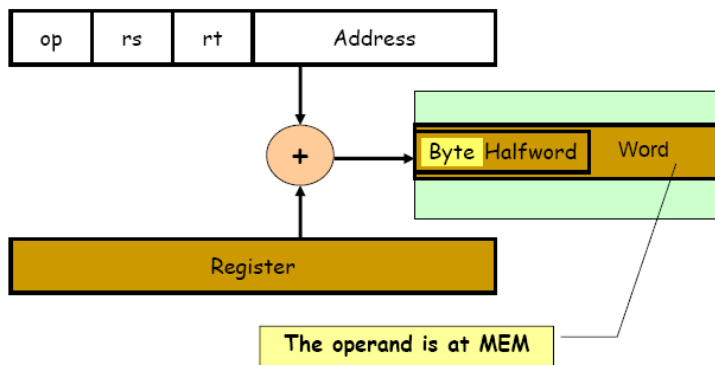 op rs rt Address
+
Byte Halfword Word
Register
The operand is at MEM